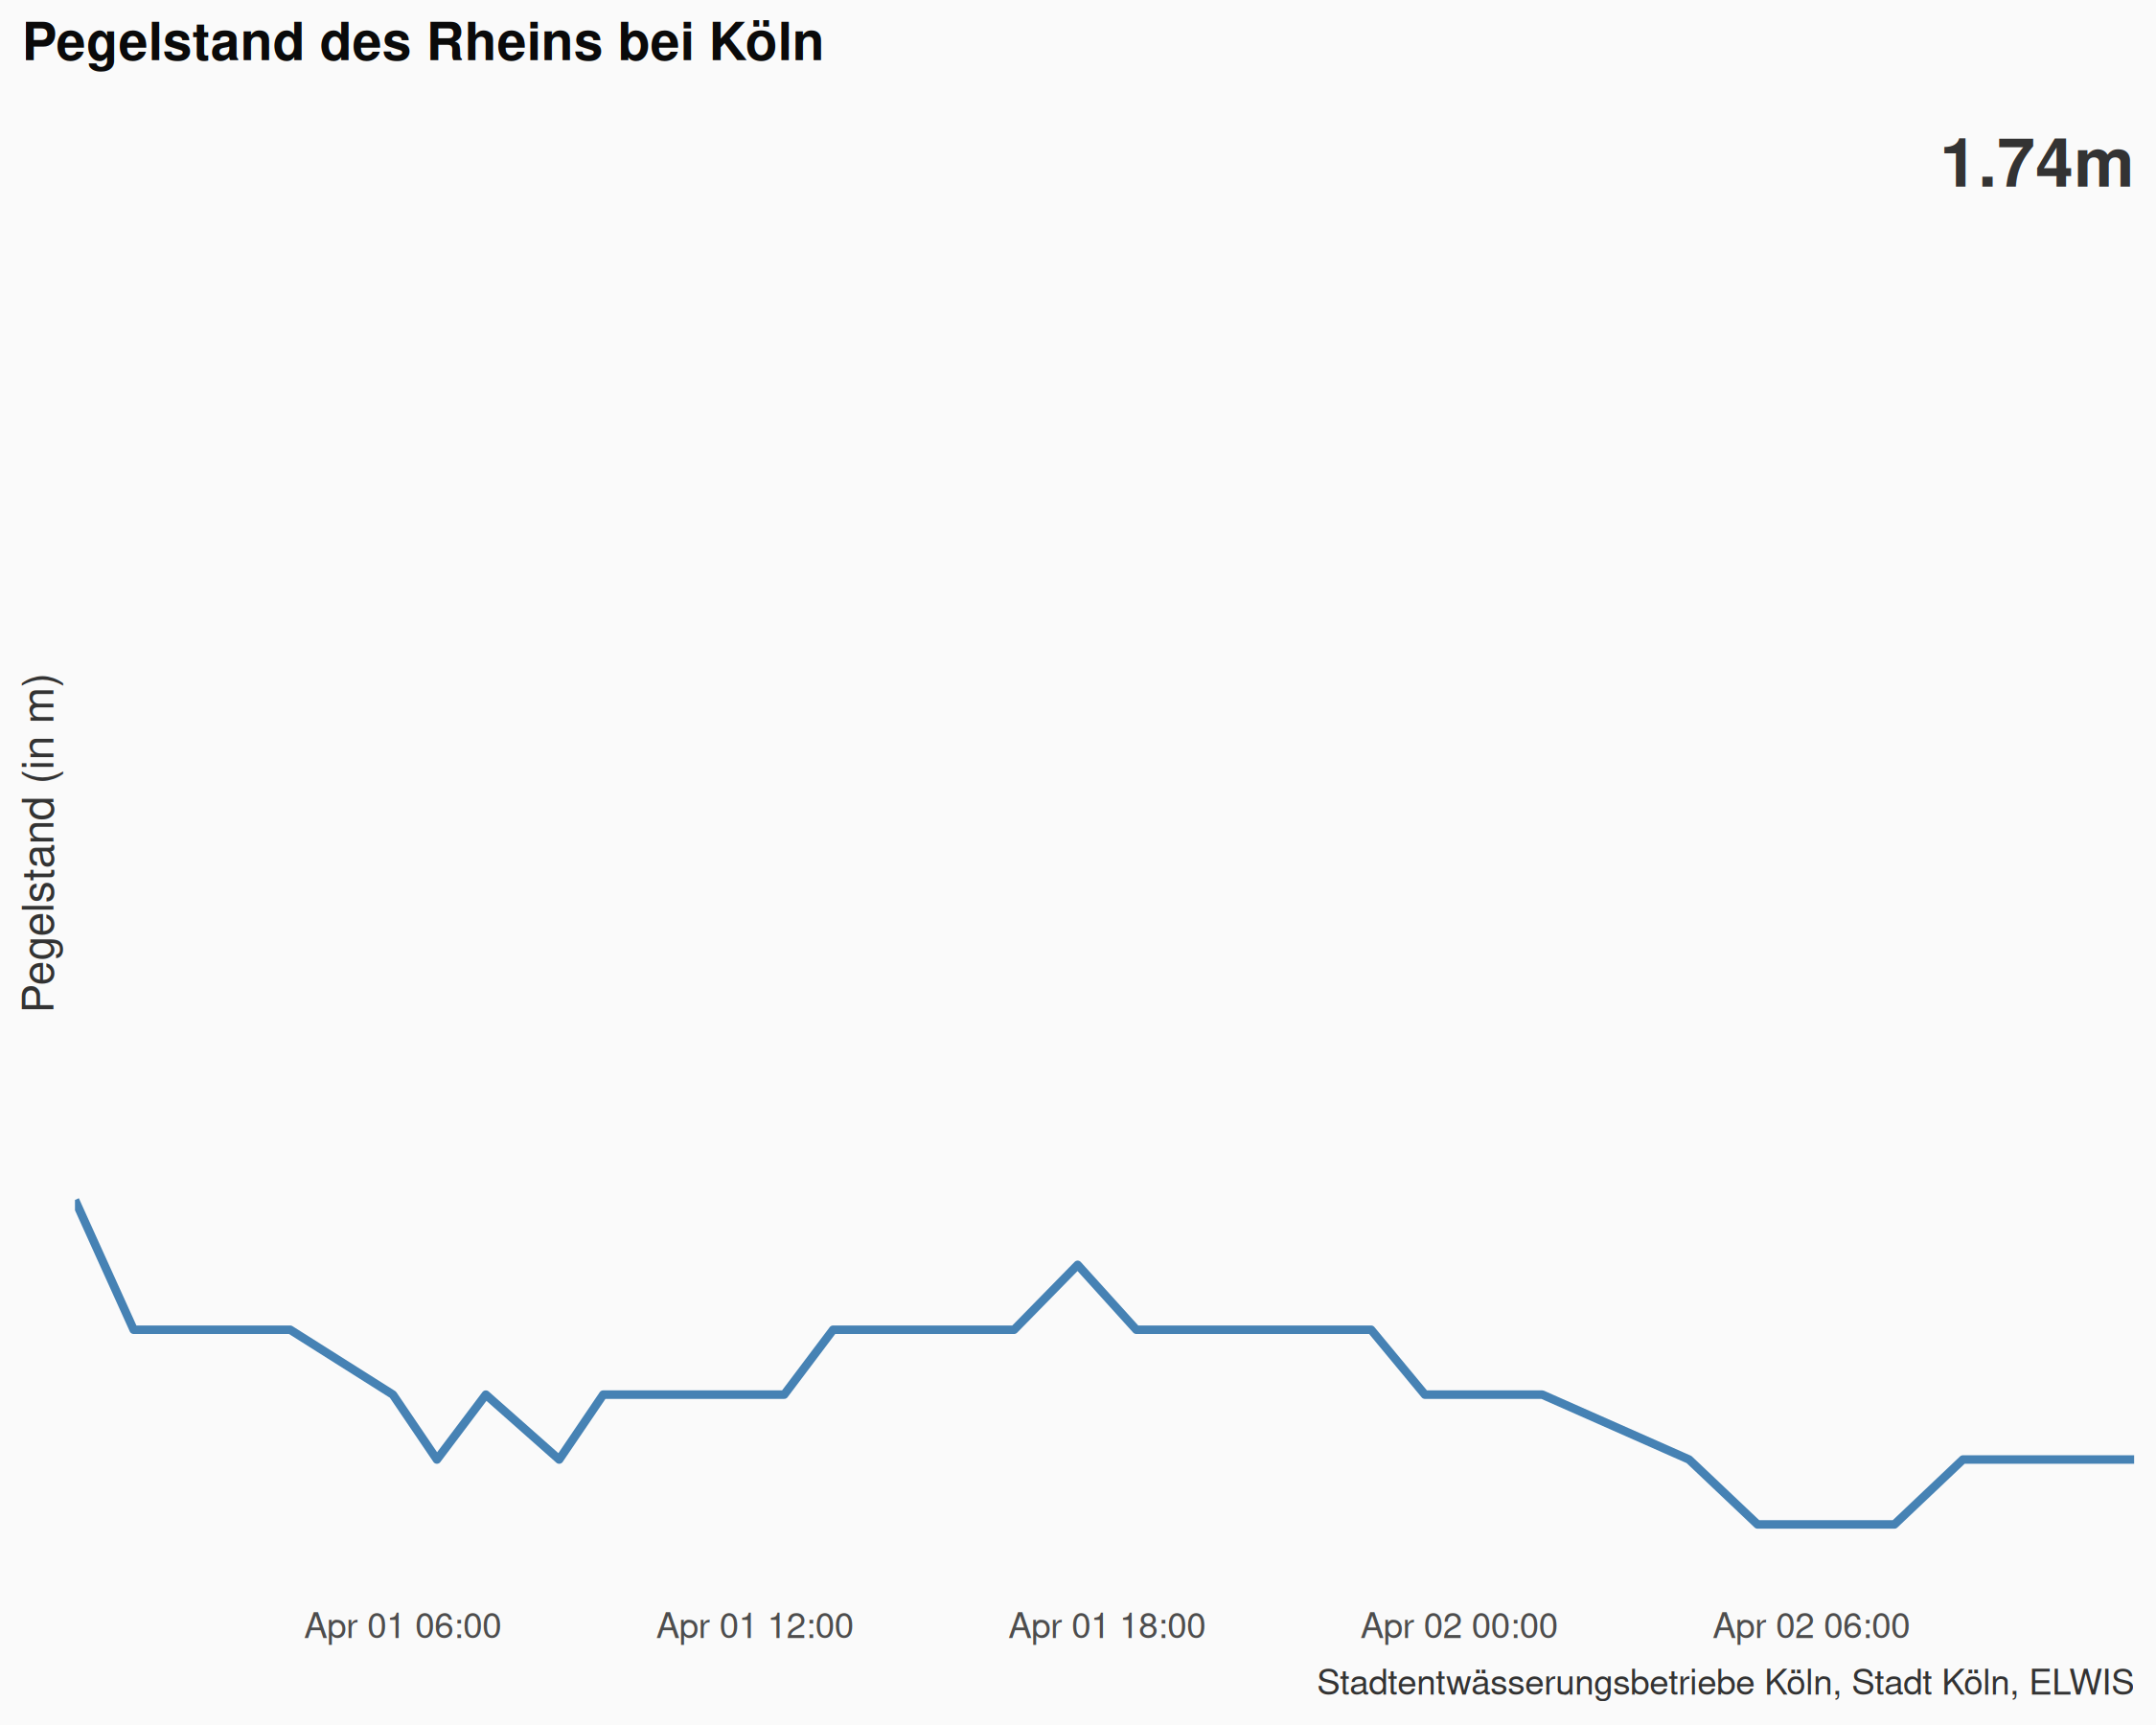 Pegelstand des Rheins bei Köln
1.74m
Pegelstand (in m)
Apr 01 06:00
Apr 01 12:00
Apr 01 18:00
Apr 02 00:00
Apr 02 06:00
Stadtentwässerungsbetriebe Köln, Stadt Köln, ELWIS